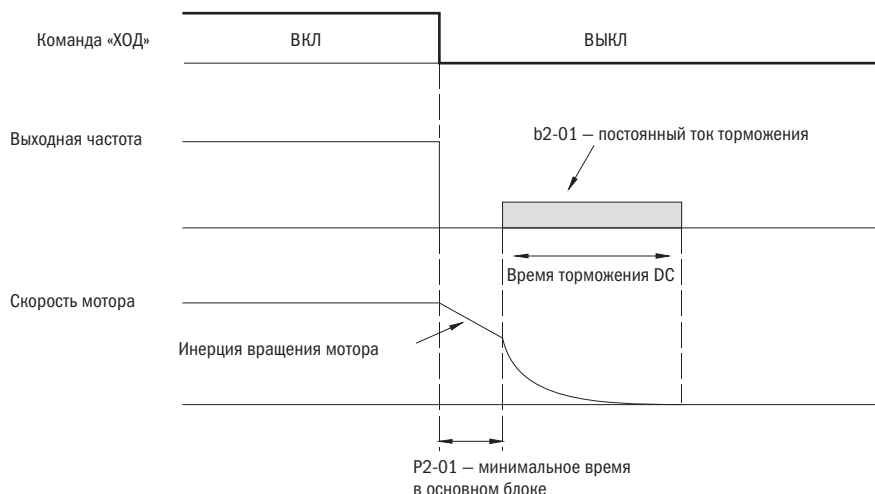 Команда «ХОД»
ВКЛ
ВЫКЛ
Выходная частота
b2-01 — постоянный ток торможения
Время торможения DC
Скорость мотора
Инерция вращения мотора
P2-01 — минимальное время
в основном блоке